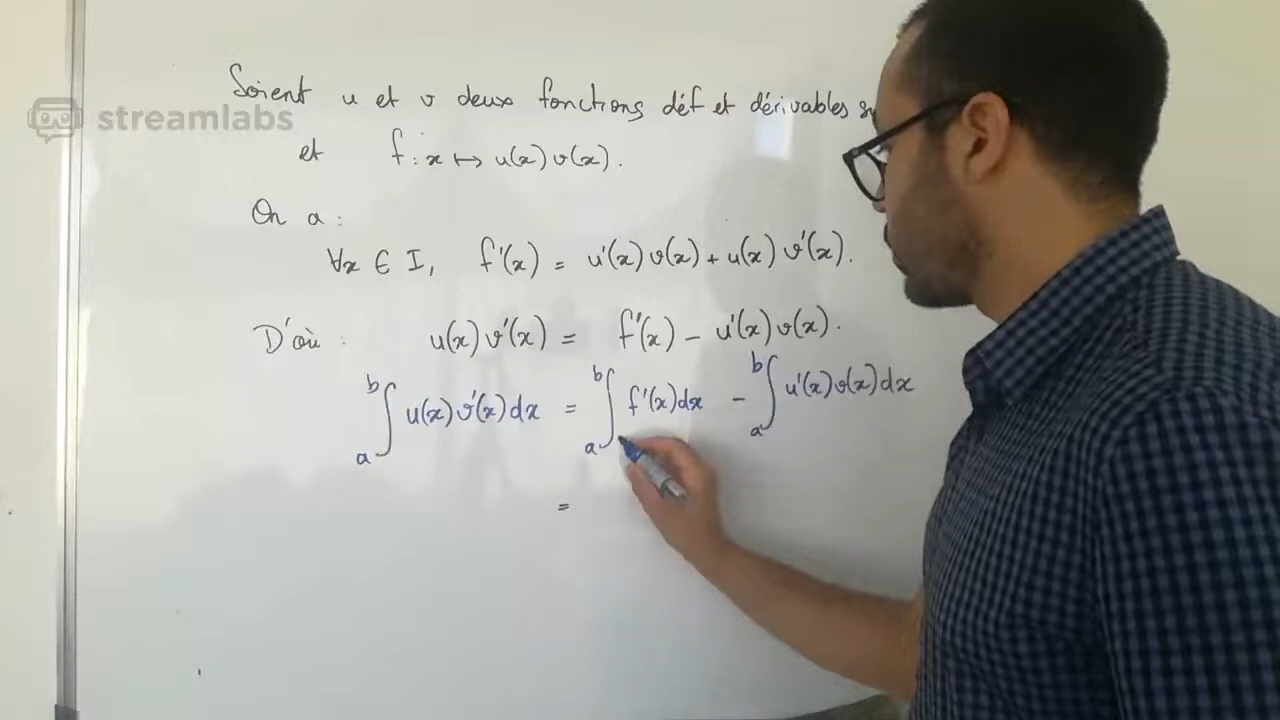 streamlabs
Soient u et v deux fonctions déf et dérivables
et f : x ↦ u(x) v(x).
On a :
∀x ∈ I, f'(x) = u'(x) v(x) + u(x) v'(x).
D'où : u(x) v'(x) = f'(x) - u'(x) v(x).
∫_a^b u(x) v'(x) dx = ∫_a^b f'(x) dx - ∫_a^b u'(x) v(x) dx
=